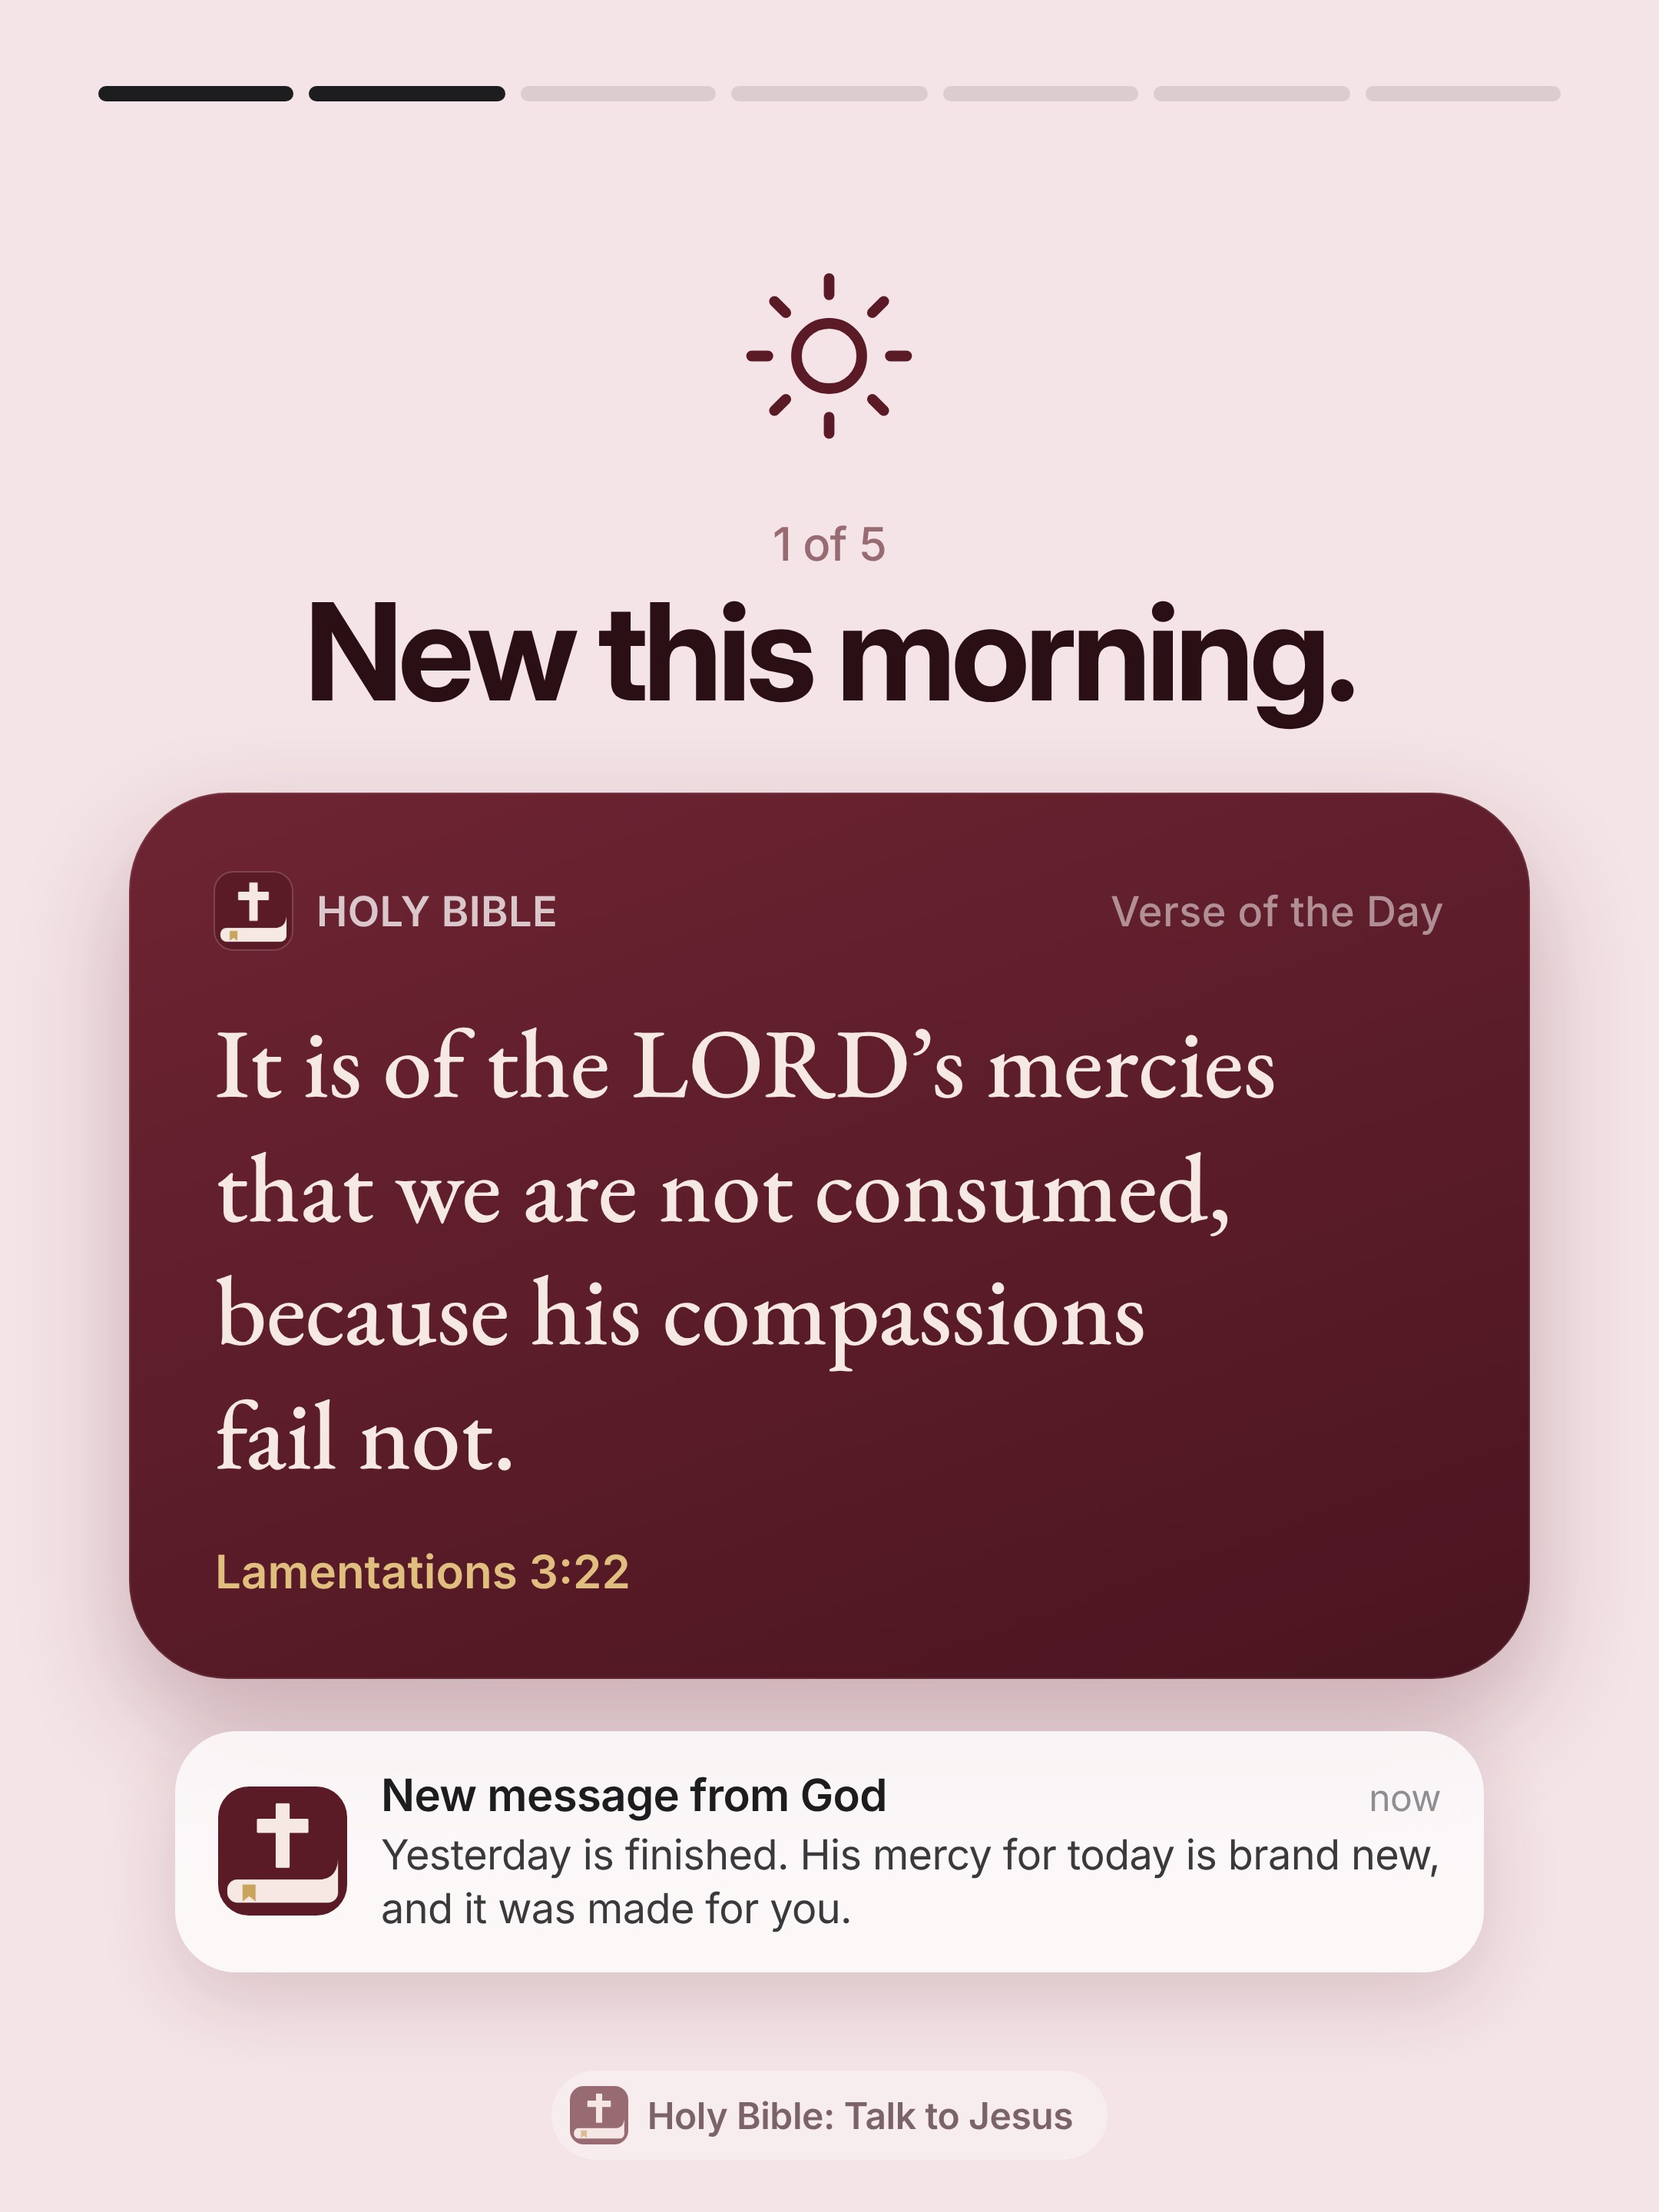 1 of 5
New this morning.
HOLY BIBLE
Verse of the Day
It is of the LORD’s mercies
that we are not consumed,
because his compassions
fail not.
Lamentations 3:22
New message from God
now
Yesterday is finished. His mercy for today is brand new,
and it was made for you.
Holy Bible: Talk to Jesus